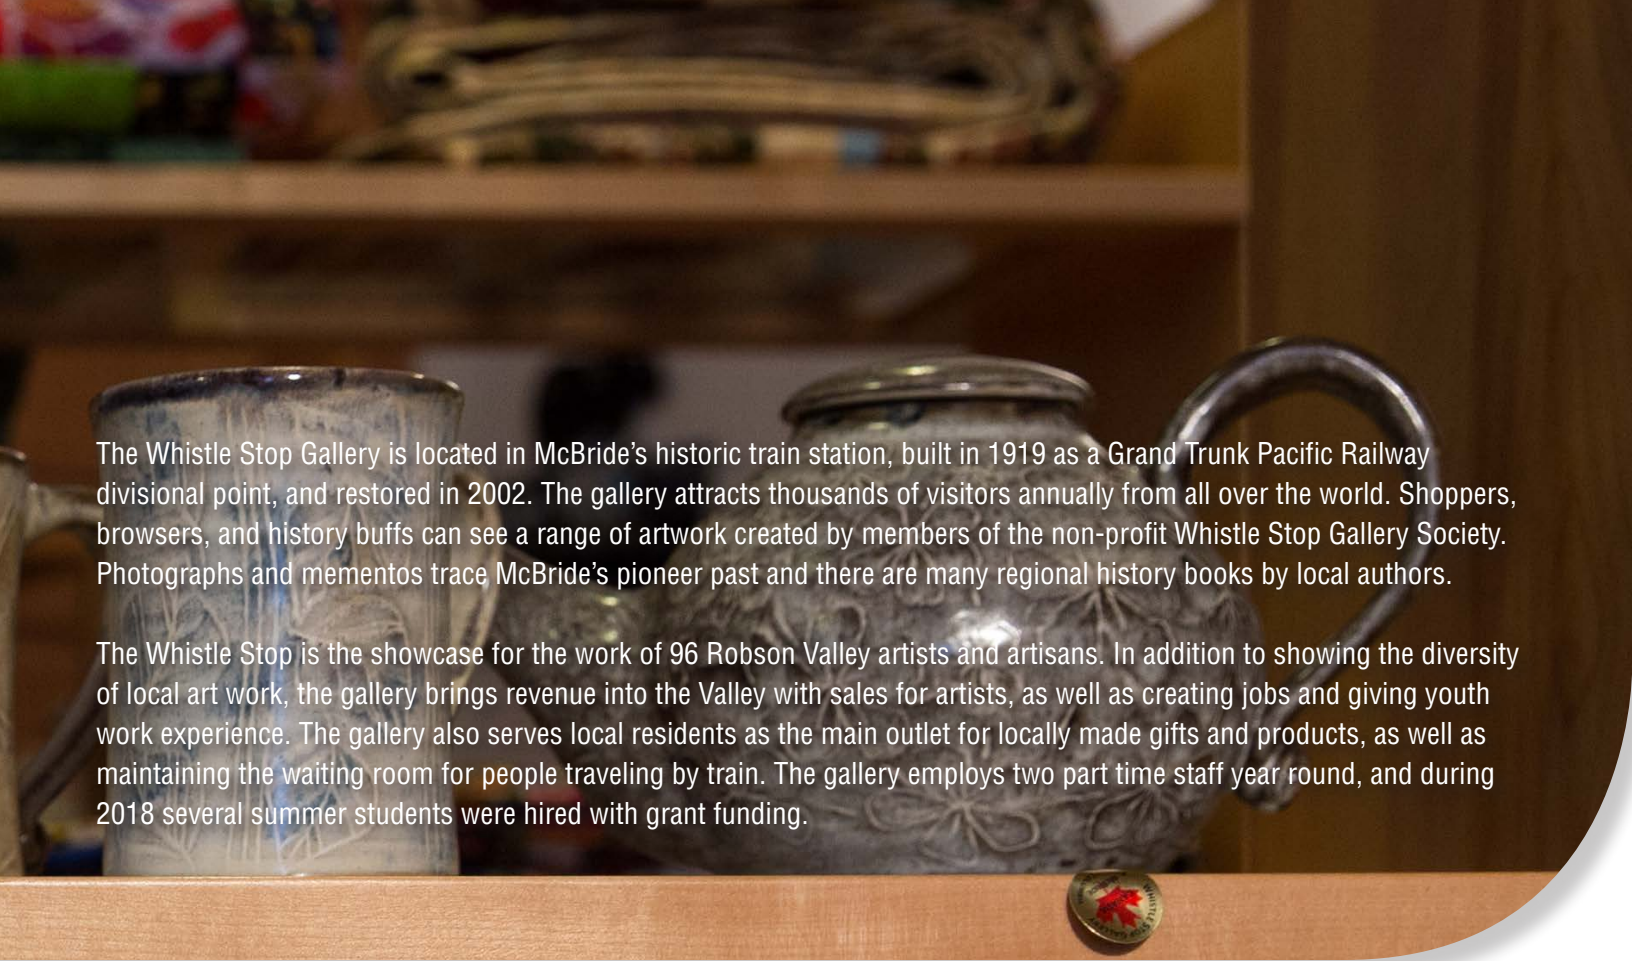 The Whistle Stop Gallery is located in McBride’s historic train station, built in 1919 as a Grand Trunk Pacific Railway
divisional point, and restored in 2002. The gallery attracts thousands of visitors annually from all over the world. Shoppers,
browsers, and history buffs can see a range of artwork created by members of the non-profit Whistle Stop Gallery Society.
Photographs and mementos trace McBride’s pioneer past and there are many regional history books by local authors.
The Whistle Stop is the showcase for the work of 96 Robson Valley artists and artisans. In addition to showing the diversity
of local art work, the gallery brings revenue into the Valley with sales for artists, as well as creating jobs and giving youth
work experience. The gallery also serves local residents as the main outlet for locally made gifts and products, as well as
maintaining the waiting room for people traveling by train. The gallery employs two part time staff year round, and during
2018 several summer students were hired with grant funding.
WHISTLE STOP GALLERY